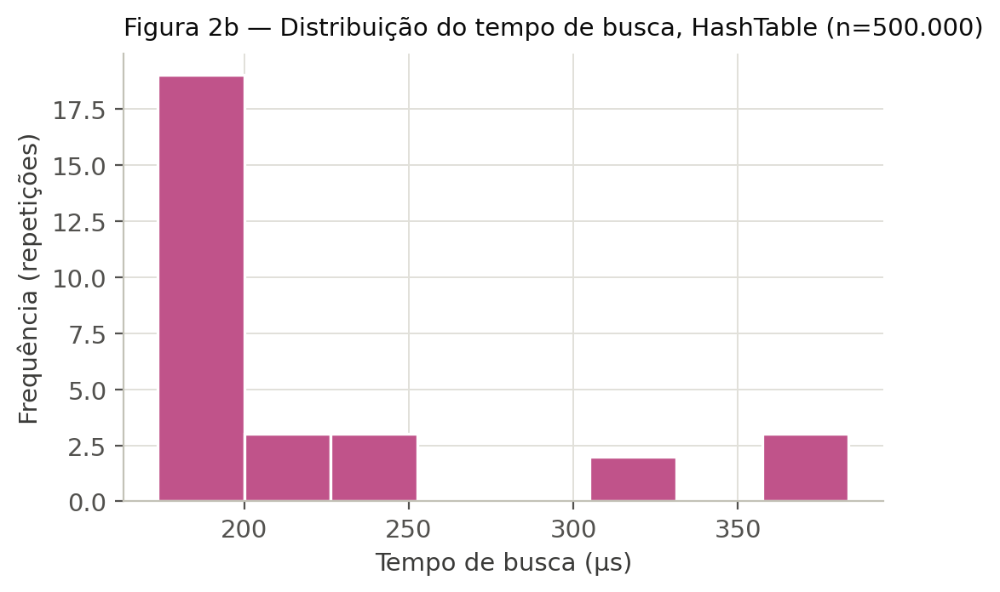 Figura 2b — Distribuição do tempo de busca, HashTable (n=500.000)
Frequência (repetições)
17.5
15.0
12.5
10.0
7.5
5.0
2.5
0.0
200 250 300 350
Tempo de busca (µs)